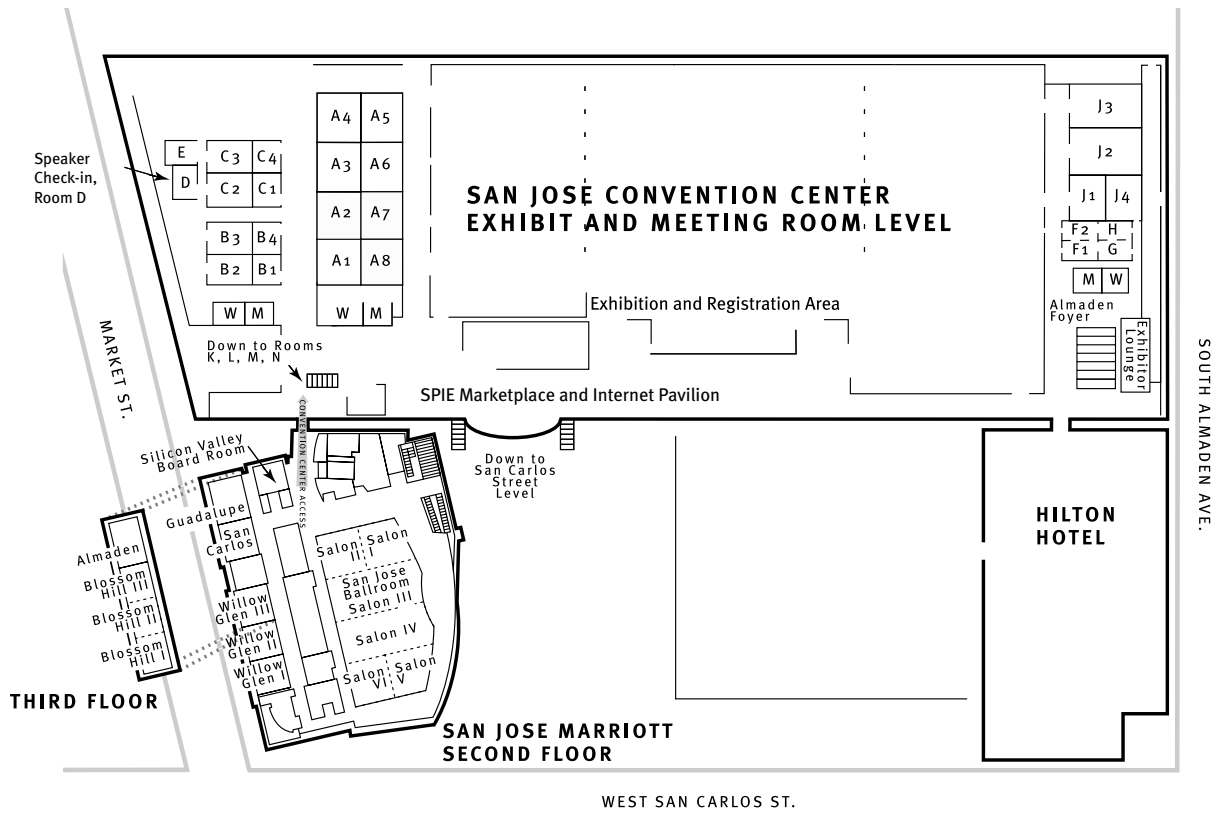 A4 A5
A3 A6
A2 A7
A1 A8
W M
E
D
C3 C4
C2 C1
B3 B4
B2 B1
W M
Speaker
Check-in,
Room D
SAN JOSE CONVENTION CENTER
EXHIBIT AND MEETING ROOM LEVEL
Exhibition and Registration Area
SPIE Marketplace and Internet Pavilion
J3
J2
J1 J4
F2 H
F1 G
M W
Almaden
Foyer
Exhibitor
Lounge
Down to Rooms
K, L, M, N
MARKET ST.
SOUTH ALMADEN AVE.
CONVENTION CENTER ACCESS
Silicon Valley
Board Room
Down to
San Carlos
Street
Level
Guadalupe
San
Carlos
Willow
Glen III
Willow
Glen II
Willow
Glen I
Salon
II
Salon
I
San Jose
Ballroom
Salon III
Salon IV
Salon
VI
Salon
V
Almaden
Blossom
Hill III
Blossom
Hill II
Blossom
Hill I
THIRD FLOOR
SAN JOSE MARRIOTT
SECOND FLOOR
HILTON
HOTEL
WEST SAN CARLOS ST.